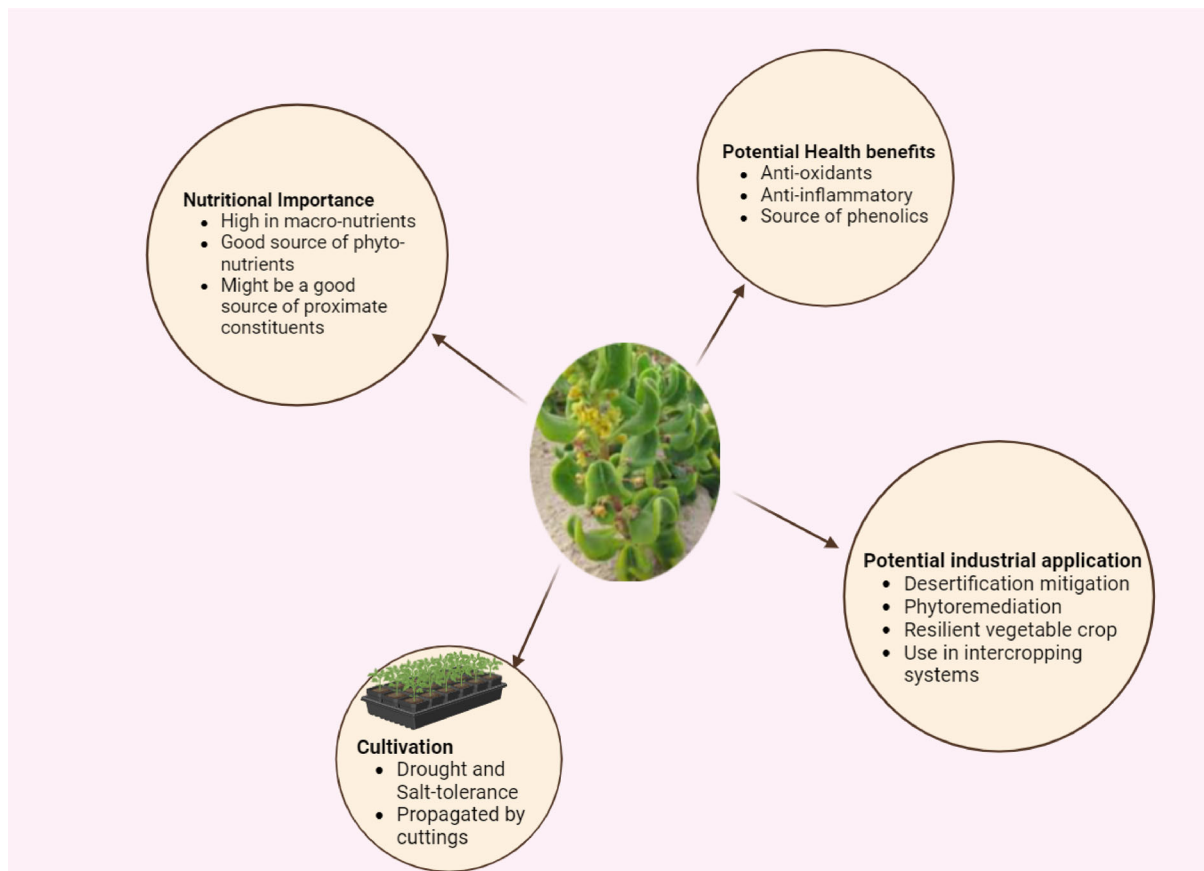 Nutritional Importance
• High in macro-nutrients
• Good source of phyto-
nutrients
• Might be a good
source of proximate
constituents
Potential Health benefits
• Anti-oxidants
• Anti-inflammatory
• Source of phenolics
Potential industrial application
• Desertification mitigation
• Phytoremediation
• Resilient vegetable crop
• Use in intercropping
systems
Cultivation
• Drought and
Salt-tolerance
• Propagated by
cuttings